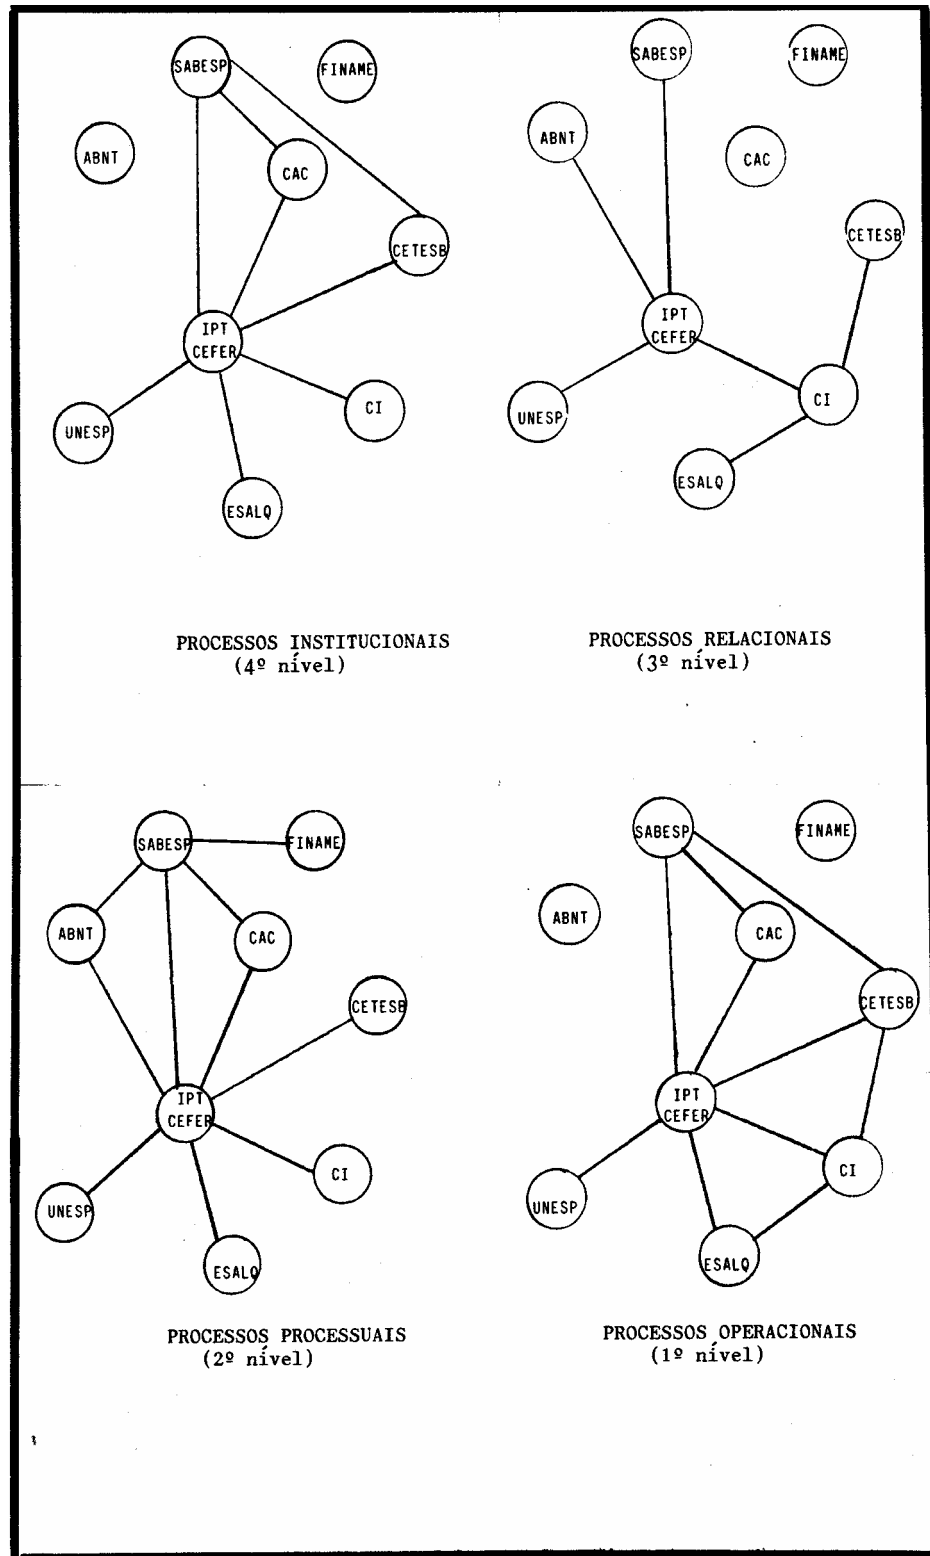 SABESP
FINAME
ABNT
CAC
CETESB
IPT
CEFER
UNESP
CI
ESALQ
PROCESSOS INSTITUCIONAIS
(4º nível)
SABESP
FINAME
ABNT
CAC
CETESB
IPT
CEFER
CI
UNESP
ESALQ
PROCESSOS RELACIONAIS
(3º nível)
SABESP
FINAME
ABNT
CAC
CETESB
IPT
CEFER
CI
UNESP
ESALQ
PROCESSOS PROCESSUAIS
(2º nível)
SABESP
FINAME
ABNT
CAC
CETESB
IPT
CEFER
CI
UNESP
ESALQ
PROCESSOS OPERACIONAIS
(1º nível)